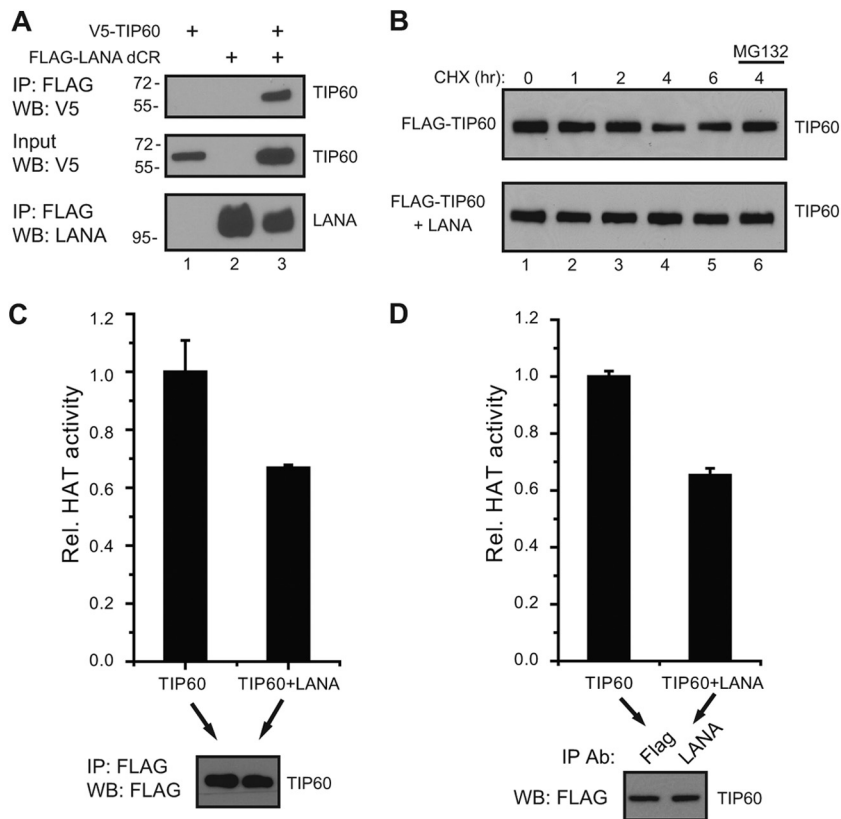 A
V5-TIP60 + +
FLAG-LANA dCR + +
IP: FLAG
WB: V5
72-
55-
TIP60
Input
WB: V5
72-
55-
TIP60
IP: FLAG
WB: LANA
95-
LANA
1 2 3
B
MG132
CHX (hr): 0 1 2 4 6 4
FLAG-TIP60
TIP60
FLAG-TIP60
+ LANA
TIP60
1 2 3 4 5 6
C
Rel. HAT activity
1.2
1.0
0.8
0.6
0.4
0.2
0.0
TIP60 TIP60+LANA
IP: FLAG
WB: FLAG
TIP60
D
Rel. HAT activity
1.2
1.0
0.8
0.6
0.4
0.2
0.0
TIP60 TIP60+LANA
IP Ab: Flag LANA
WB: FLAG TIP60